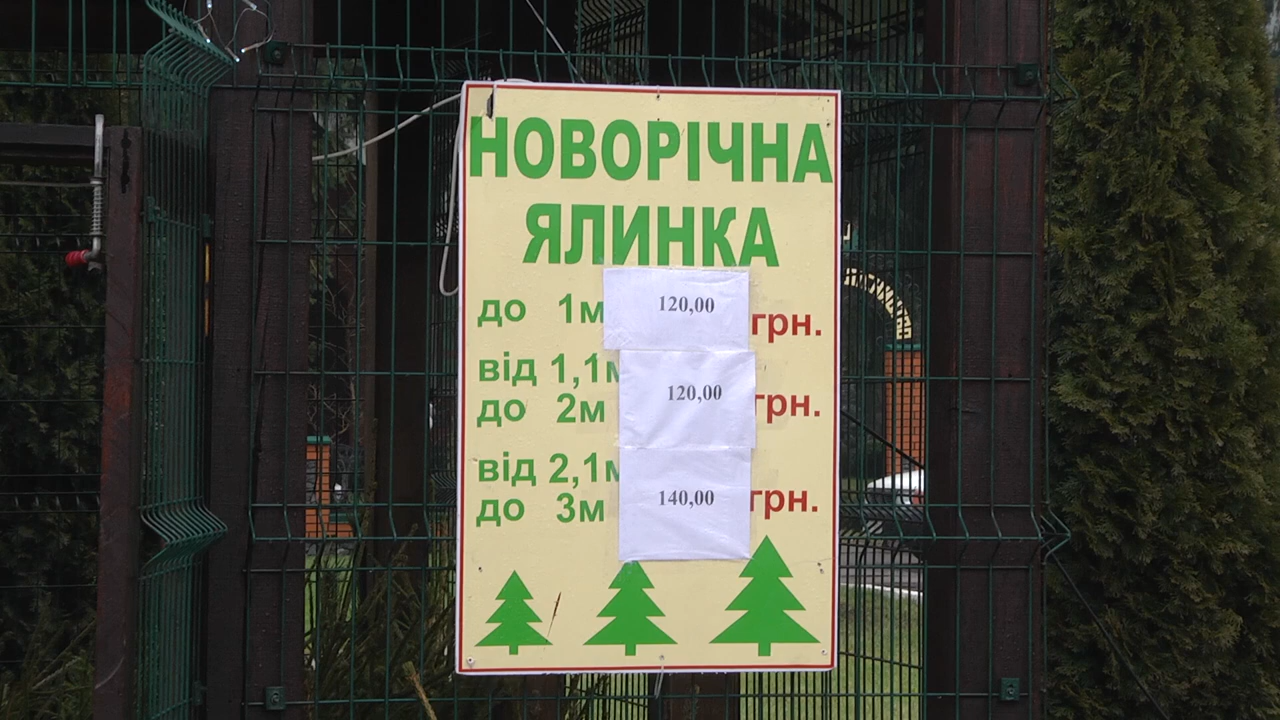 НОВОРІЧНА
ЯЛИНКА
до 1м 120,00 грн.
від 1,1м
до 2м 120,00 грн.
від 2,1м
до 3м 140,00 грн.